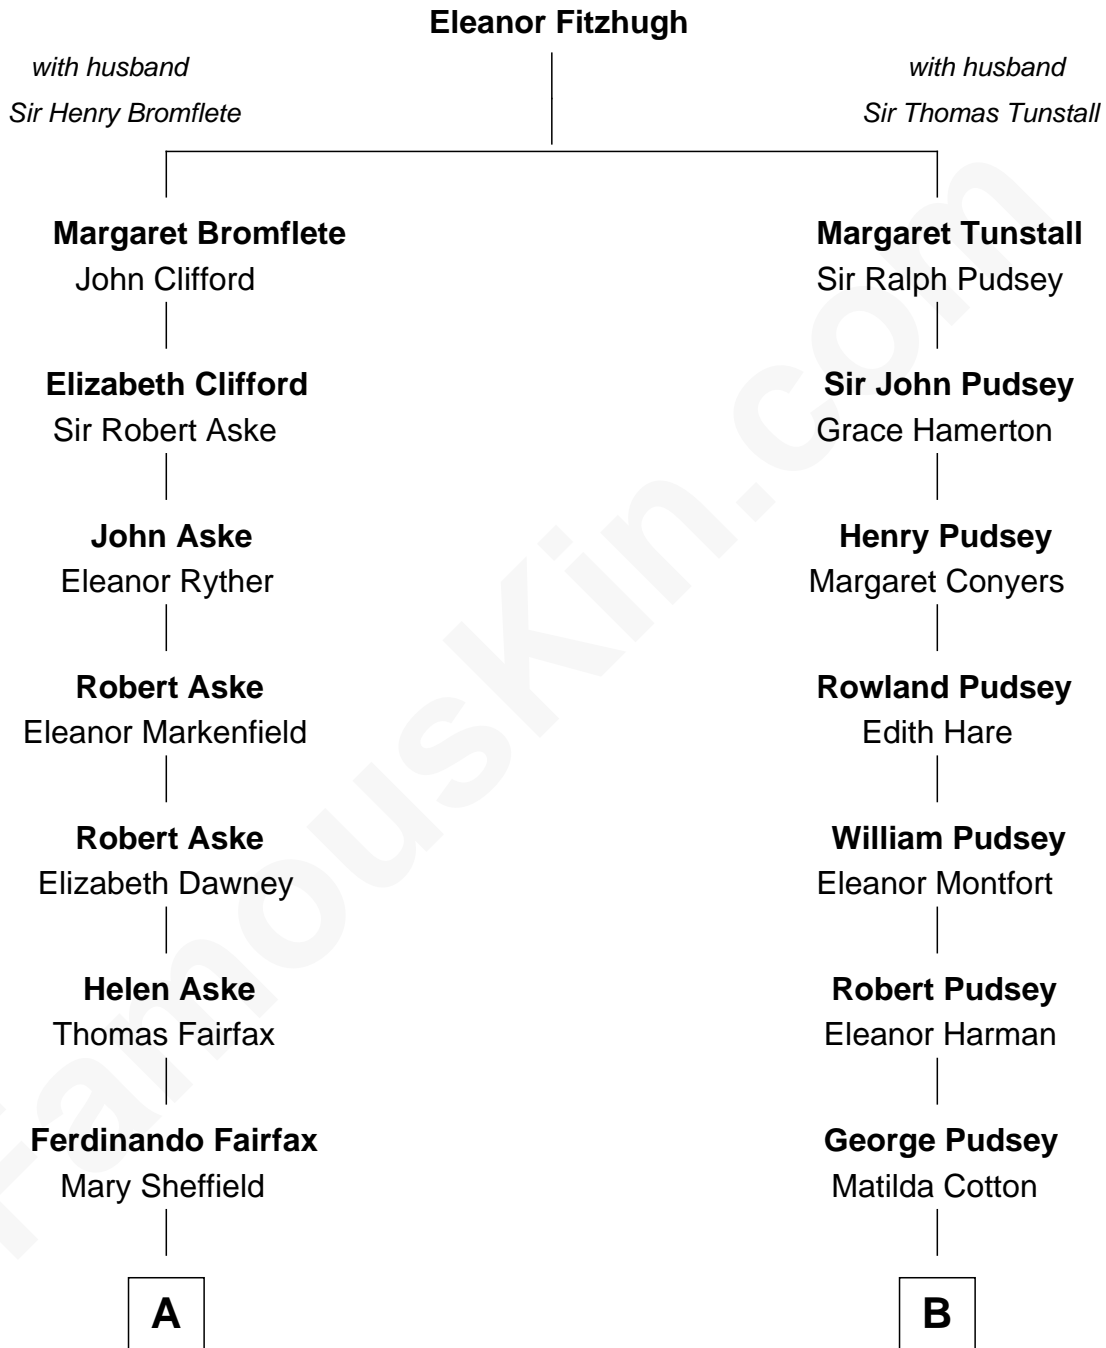 Eleanor Fitzhugh
with husband
Sir Henry Bromflete
with husband
Sir Thomas Tunstall
Margaret Bromflete
John Clifford
Margaret Tunstall
Sir Ralph Pudsey
Elizabeth Clifford
Sir Robert Aske
Sir John Pudsey
Grace Hamerton
John Aske
Eleanor Ryther
Henry Pudsey
Margaret Conyers
Robert Aske
Eleanor Markenfield
Rowland Pudsey
Edith Hare
Robert Aske
Elizabeth Dawney
William Pudsey
Eleanor Montfort
Helen Aske
Thomas Fairfax
Robert Pudsey
Eleanor Harman
Ferdinando Fairfax
Mary Sheffield
George Pudsey
Matilda Cotton
A
B
FamousKin.com